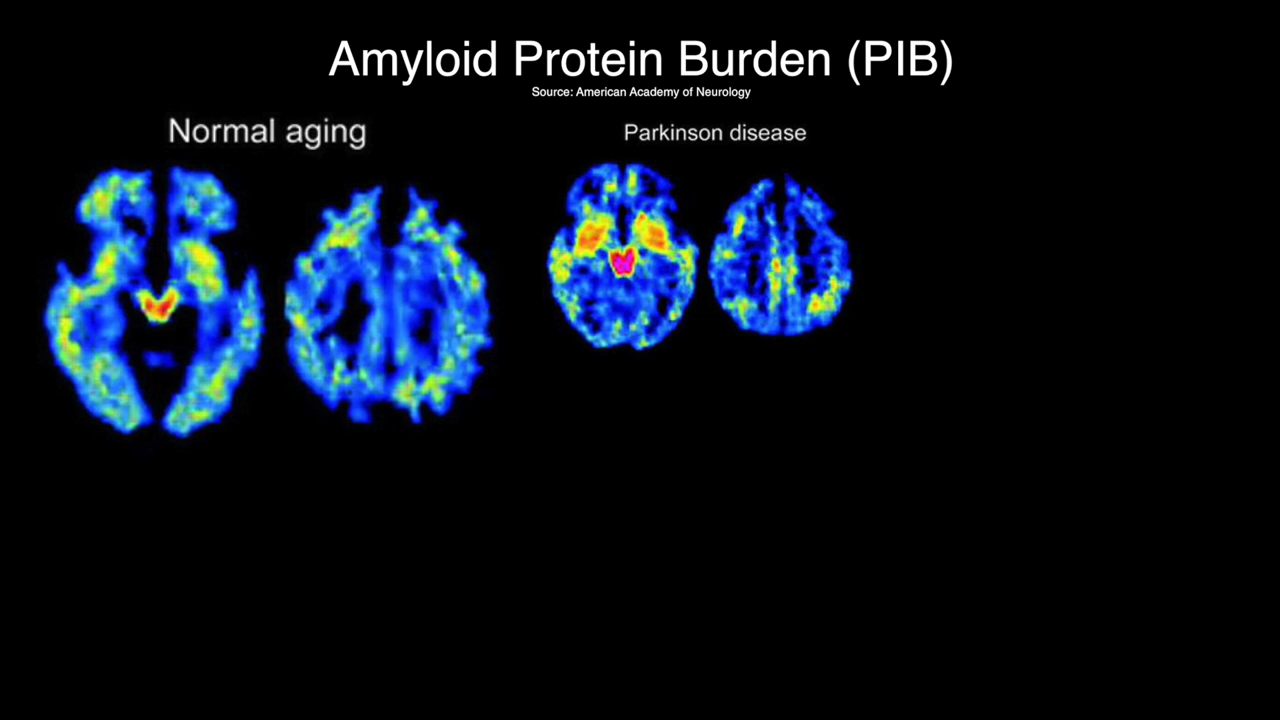 Amyloid Protein Burden (PIB)
Source: American Academy of Neurology
Normal aging
Parkinson disease